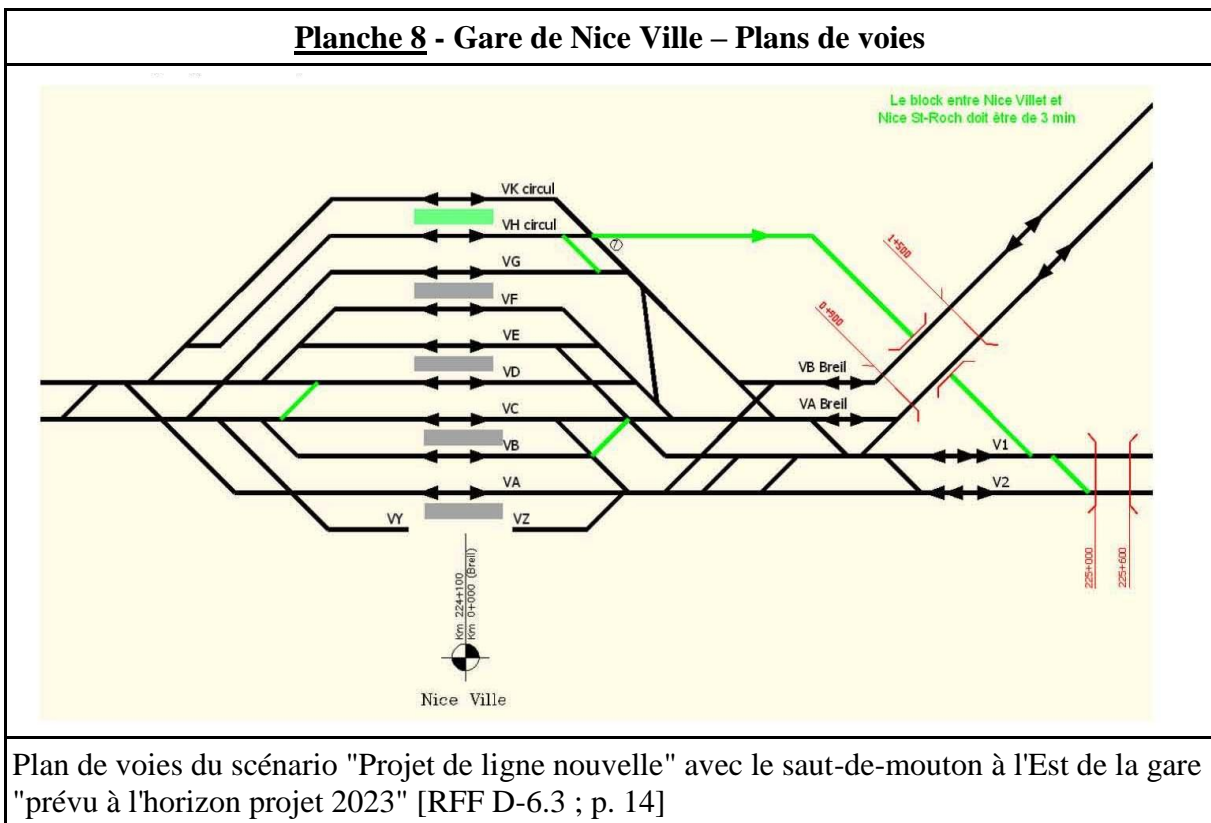 Planche 8 - Gare de Nice Ville – Plans de voies
Le block entre Nice Villet et
Nice St-Roch doit être de 3 min
VK circul
VH circul
7
VG
VF
VE
VD
VC
VB
VA
VY
VZ
1+500
0+900
VB Breil
VA Breil
V1
V2
225+000
225+600
Km 224+100
Km 0+000 (Breil)
Nice Ville
Plan de voies du scénario "Projet de ligne nouvelle" avec le saut-de-mouton à l'Est de la gare
"prévu à l'horizon projet 2023" [RFF D-6.3 ; p. 14]